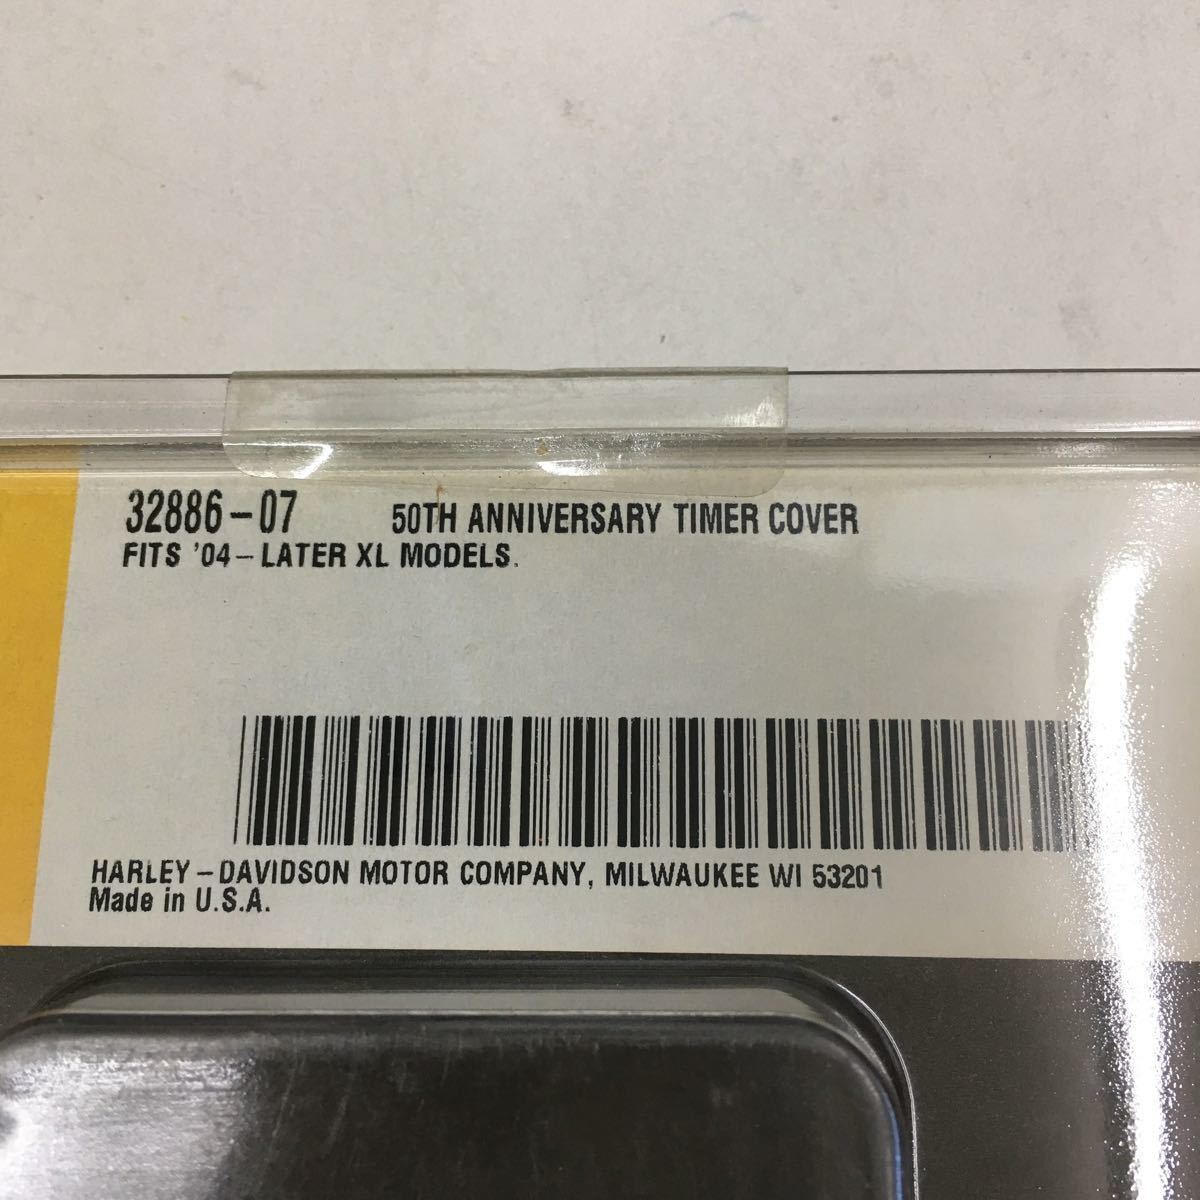 32886-07 50TH ANNIVERSARY TIMER COVER
FITS '04- LATER XL MODELS.
HARLEY-DAVIDSON MOTOR COMPANY, MILWAUKEE WI 53201
Made in U.S.A.